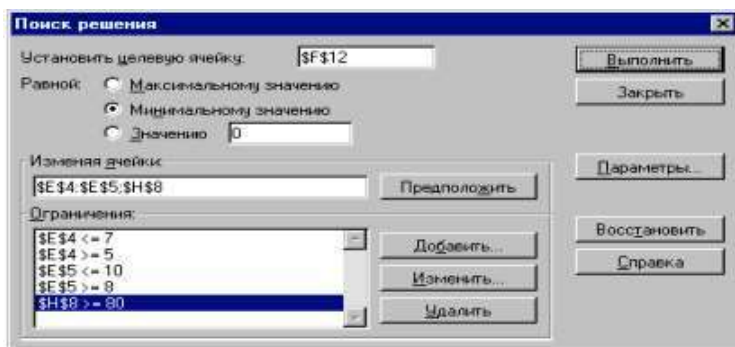 Поиск решения
Установить целевую ячейку: $F$12
Выполнить
Равной: Максимальному значению
Закрыть
Минимальному значению
Значению 0
Изменяя ячейки:
Параметры...
$E$4;$E$5;$H$8 Предположить
Ограничения:
$E$4 <= 7
Восстановить
$E$4 >= 5
Добавить...
$E$5 <= 10
Справка
$E$5 >= 8
Изменить...
$H$8 >= 80
Удалить